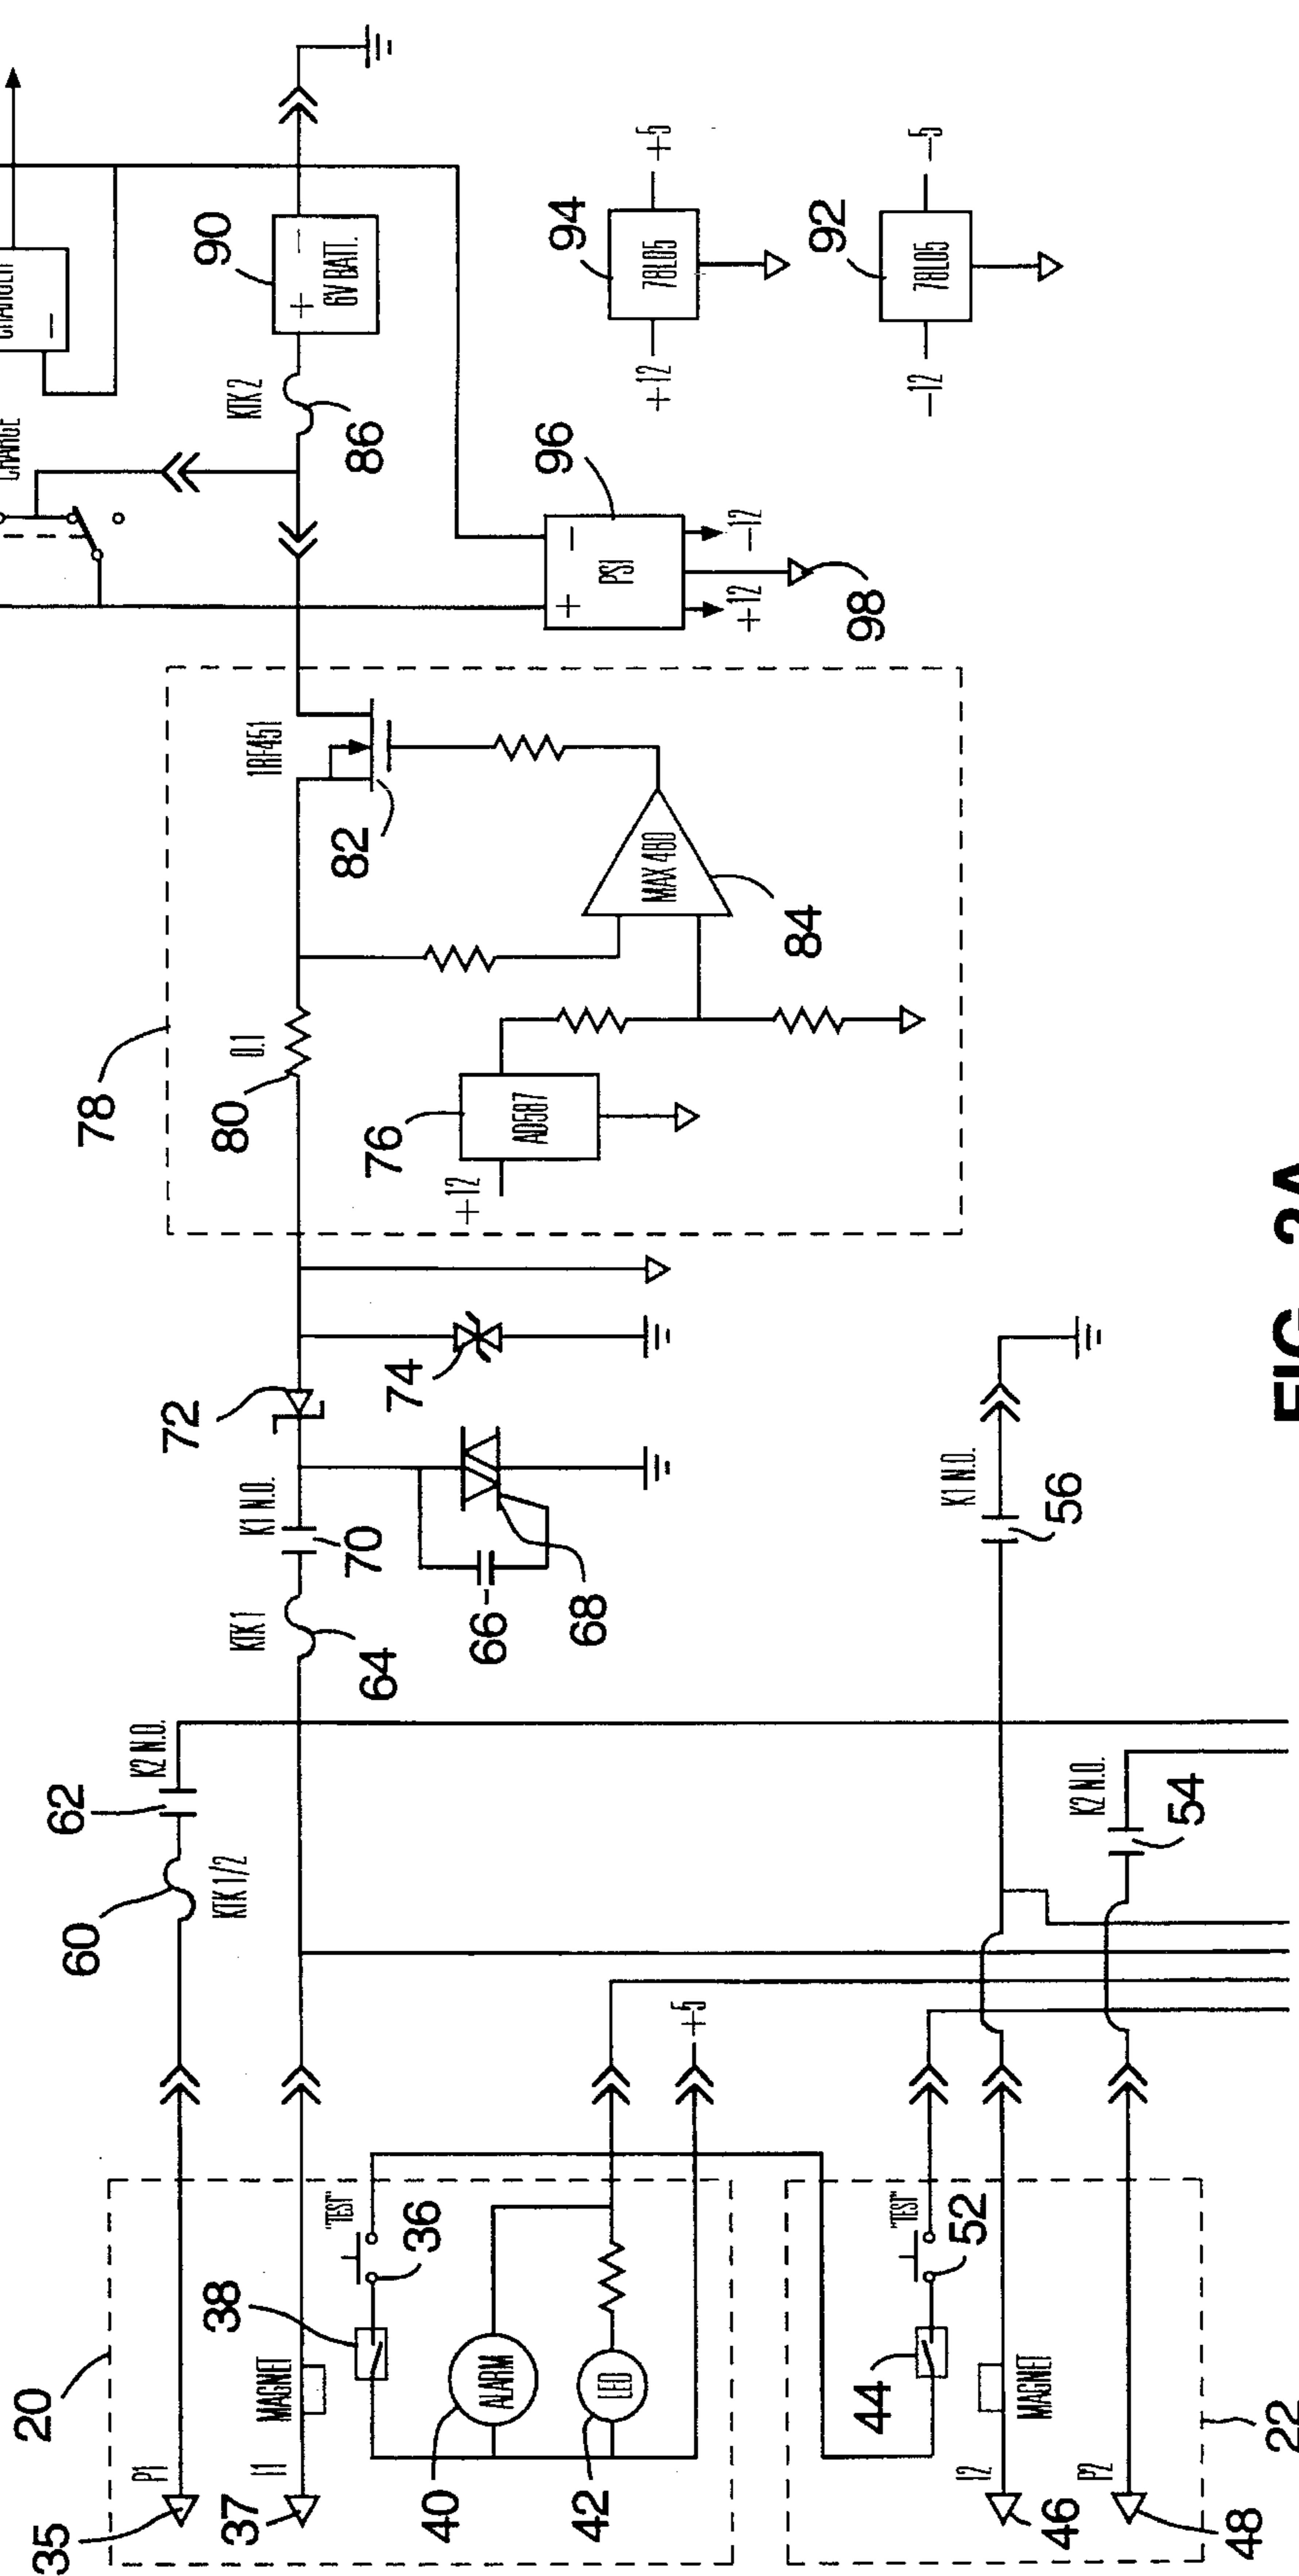 CHARGER
−
CHARGE
90
+ −
6V BATT.
KTK 2
86
94
78L05
+12
+5
92
78L05
−12
−5
96
+ −
PS1
+12
−12
98
78
1RF451
82
MAX 480
84
0.1
80
76
AD587
+12
72
74
K1 N.O.
70
KTK 1
64
66
68
K1 N.O.
56
62
K2 N.O.
60
KTK 1/2
K2 N.O.
54
+5
20
P1
35
I1
37
MAGNET
"TEST"
36
38
ALARM
40
LED
42
"TEST"
52
44
MAGNET
I2
46
P2
48
22